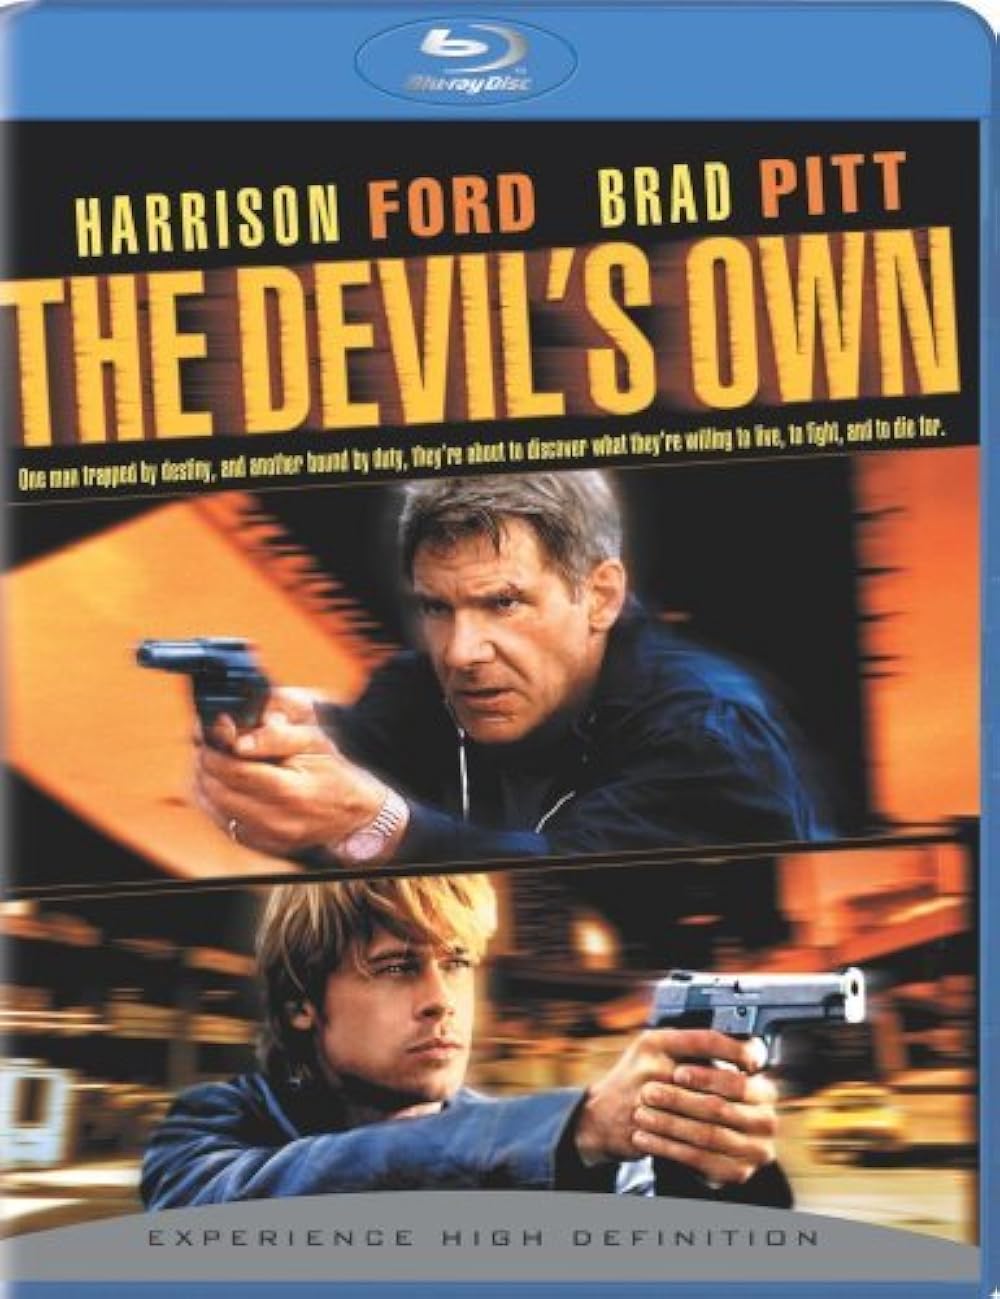 Blu-ray Disc
HARRISON FORD BRAD PITT
THE DEVIL'S OWN
One man trapped by destiny, and another bound by duty, they're about to discover what they're willing to live, to fight, and to die for.
EXPERIENCE HIGH DEFINITION